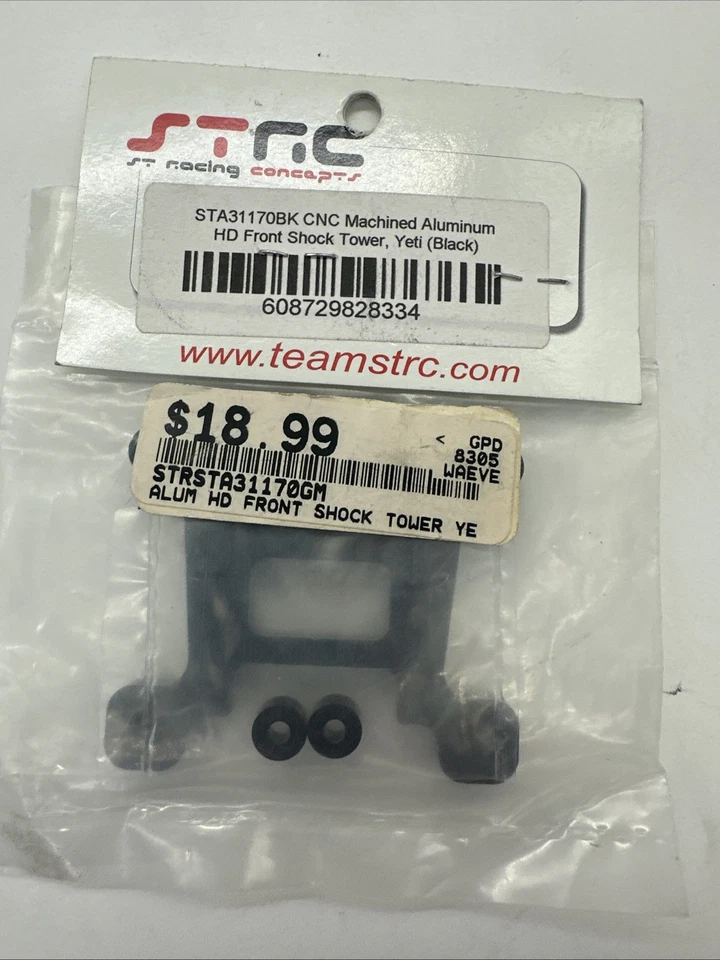 STRC
ST racing concepts
STA31170BK CNC Machined Aluminum
HD Front Shock Tower, Yeti (Black)
608729828334
www.teamstrc.com
$18.99
< GPD
8305
WAEVE
STRSTA31170GM
ALUM HD FRONT SHOCK TOWER YE